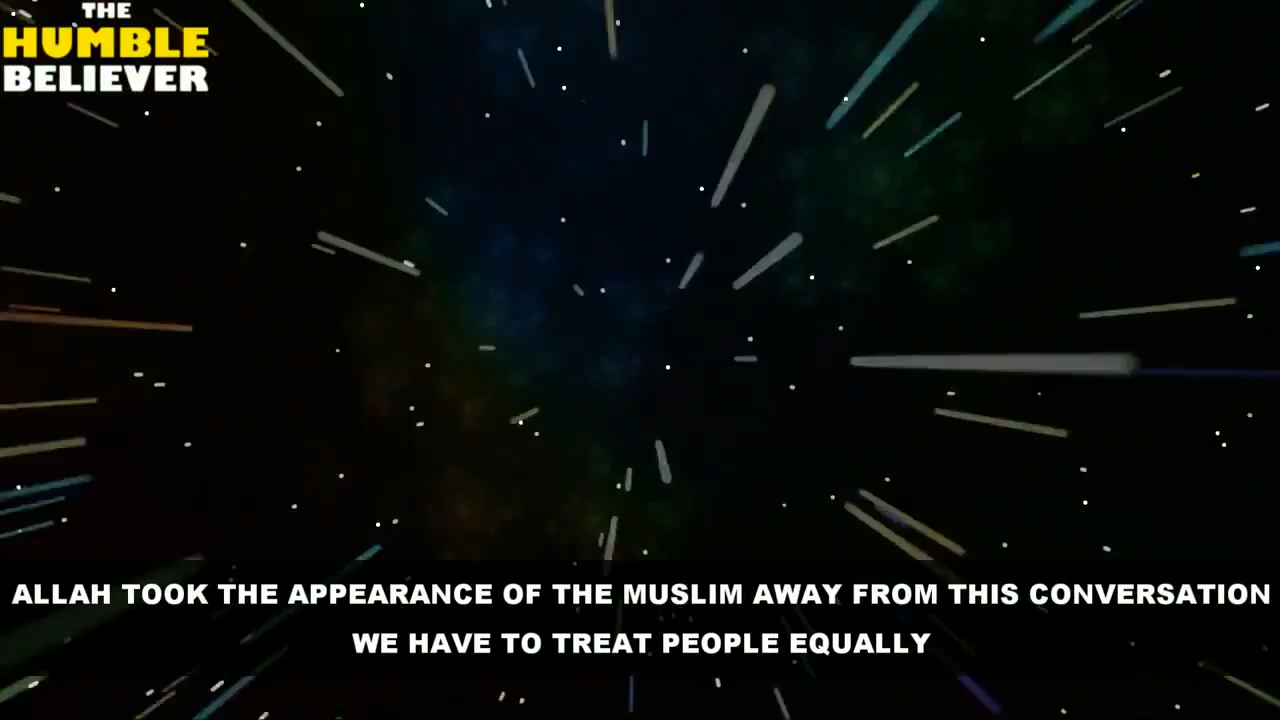 THE
HUMBLE
BELIEVER
ALLAH TOOK THE APPEARANCE OF THE MUSLIM AWAY FROM THIS CONVERSATION
WE HAVE TO TREAT PEOPLE EQUALLY